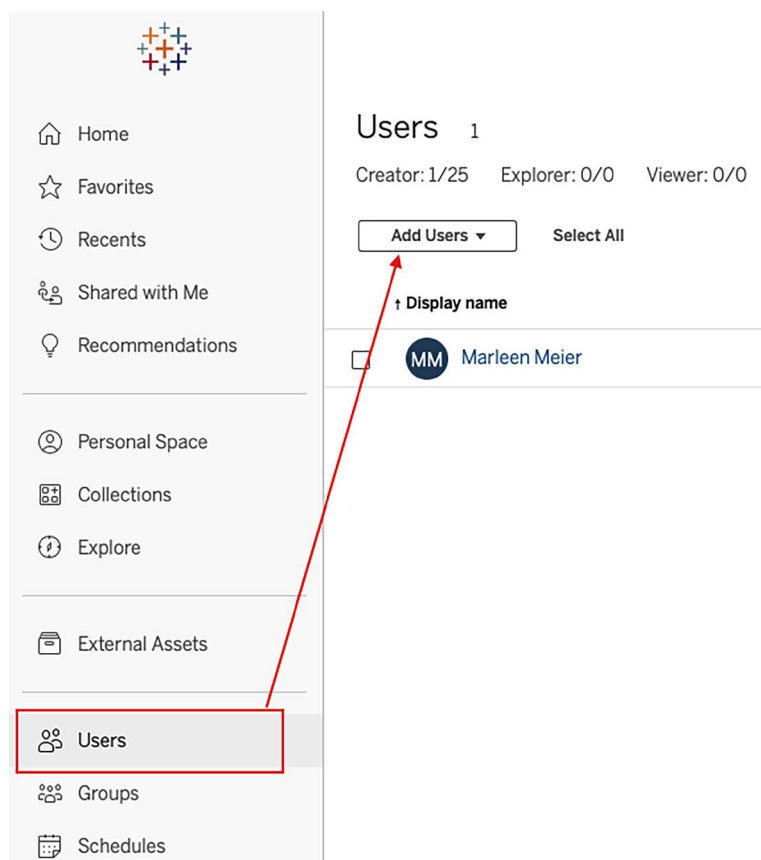 Home
Favorites
Recents
Shared with Me
Recommendations
Personal Space
Collections
Explore
External Assets
Users
Groups
Schedules
Users 1
Creator: 1/25 Explorer: 0/0 Viewer: 0/0
Add Users ▾ Select All
↑ Display name
MM Marleen Meier